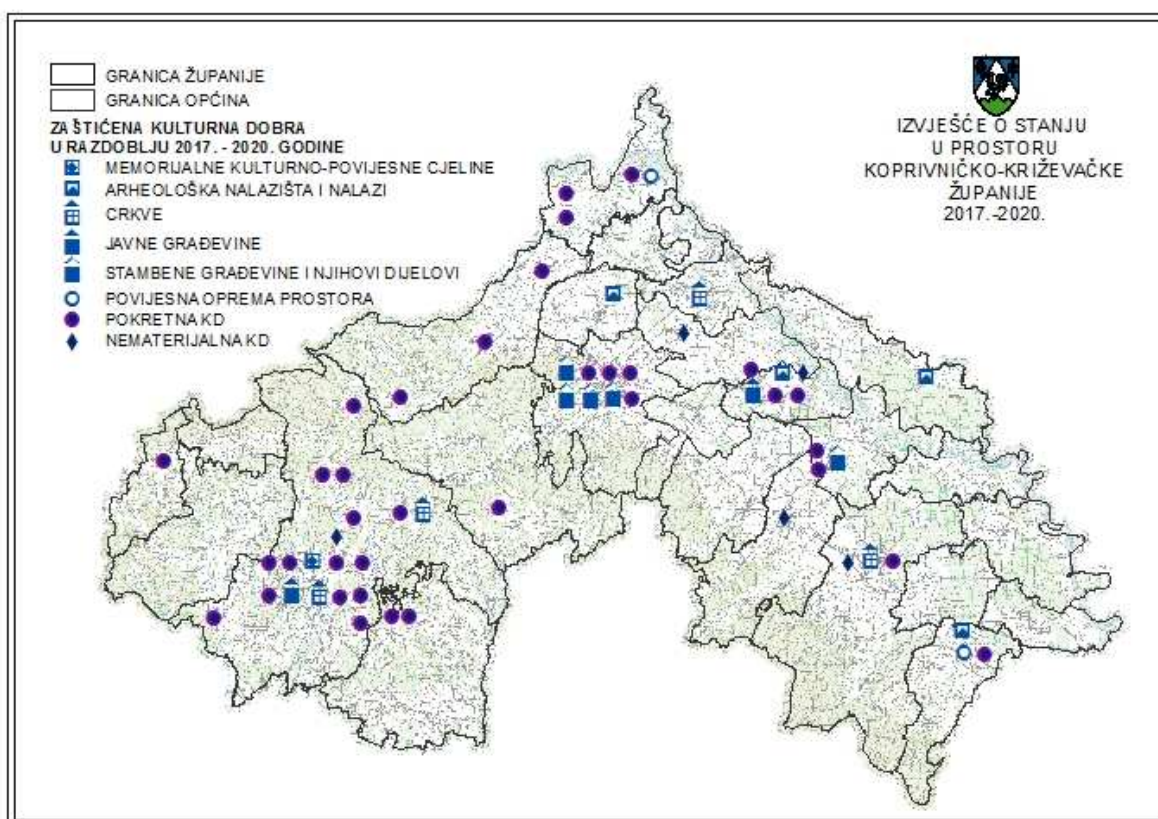 GRANICA ŽUPANIJE
GRANICA OPĆINA
ZAŠTIĆENA KULTURNA DOBRA
U RAZDOBLJU 2017. - 2020. GODINE
MEMORIJALNE KULTURNO-POVIJESNE CJELINE
ARHEOLOŠKA NALAZIŠTA I NALAZI
CRKVE
JAVNE GRAĐEVINE
STAMBENE GRAĐEVINE I NJIHOVI DIJELOVI
POVIJESNA OPREMA PROSTORA
POKRETNA KD
NEMATERIJALNA KD
IZVJEŠĆE O STANJU
U PROSTORU
KOPRIVNIČKO-KRIŽEVAČKE
ŽUPANIJE
2017.-2020.